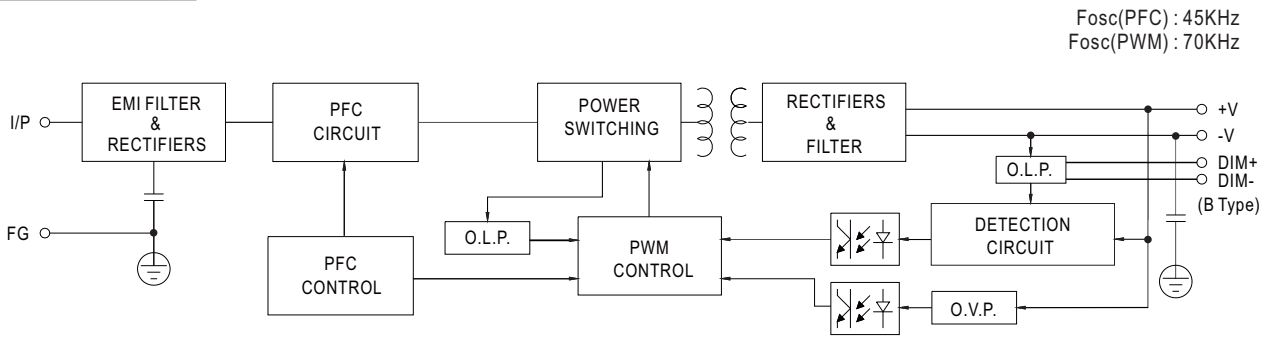 Fosc(PFC) : 45KHz
Fosc(PWM) : 70KHz
I/P
EMI FILTER
&
RECTIFIERS
PFC
CIRCUIT
POWER
SWITCHING
RECTIFIERS
&
FILTER
+V
-V
DIM+
DIM-
(B Type)
O.L.P.
FG
PFC
CONTROL
O.L.P.
PWM
CONTROL
DETECTION
CIRCUIT
O.V.P.